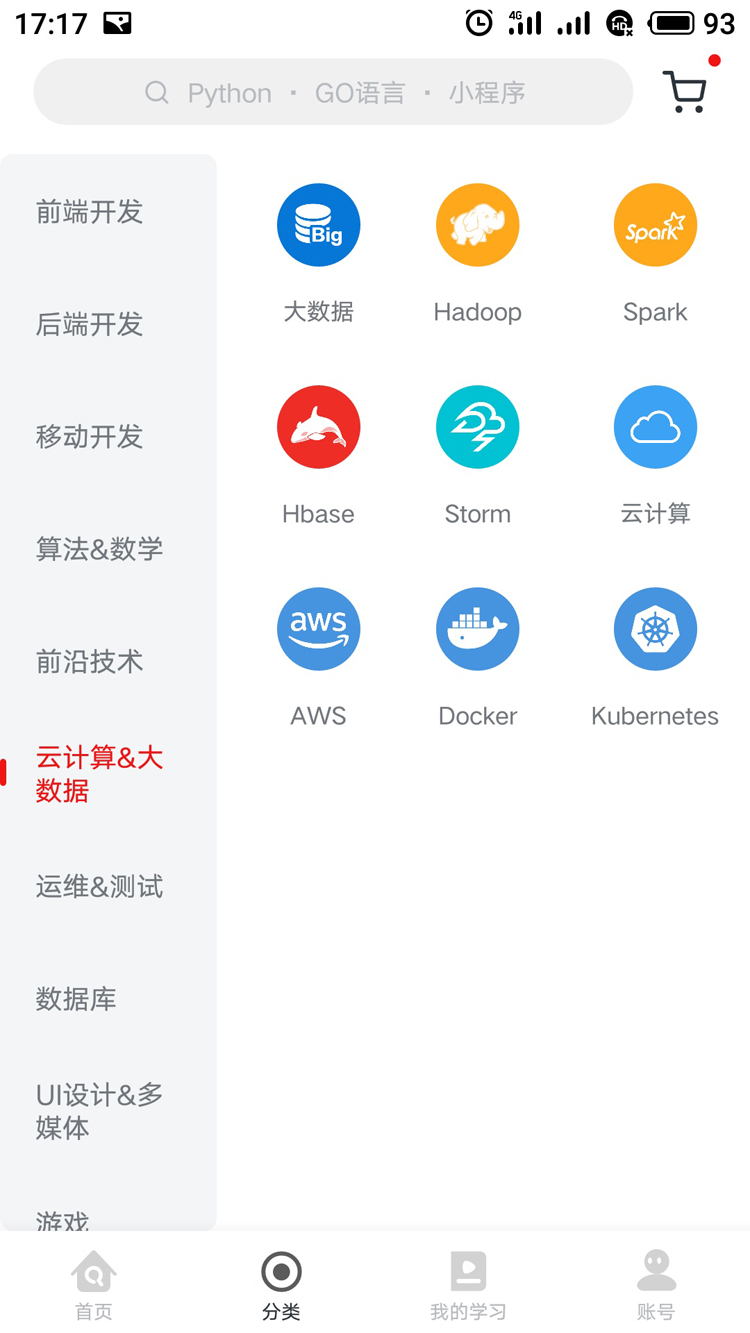 17:17
4G
HD
93
Python · GO语言 · 小程序
前端开发
后端开发
移动开发
算法&数学
前沿技术
云计算&大
数据
运维&测试
数据库
UI设计&多
媒体
游戏
Big
Spark
大数据
Hadoop
Spark
Hbase
Storm
云计算
aws
AWS
Docker
Kubernetes
首页
分类
我的学习
账号